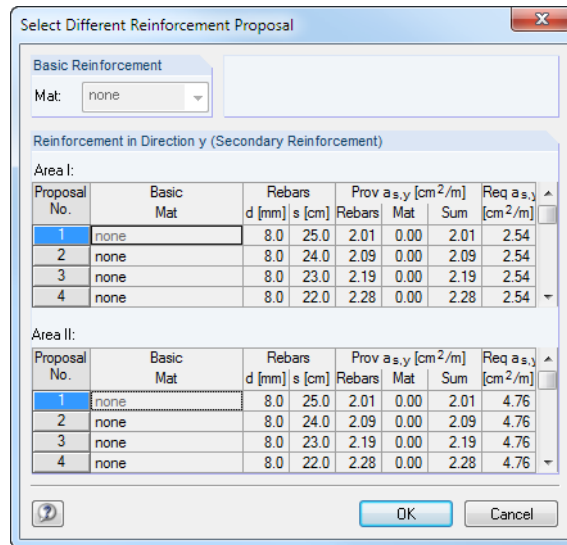 Select Different Reinforcement Proposal
Basic Reinforcement
Mat: none
Reinforcement in Direction y (Secondary Reinforcement)
Area I:
Proposal Basic Rebars Prov a s,y [cm2/m] Req a s,y
No. Mat d [mm] s [cm] Rebars Mat Sum [cm2/m]
1 none 8.0 25.0 2.01 0.00 2.01 2.54
2 none 8.0 24.0 2.09 0.00 2.09 2.54
3 none 8.0 23.0 2.19 0.00 2.19 2.54
4 none 8.0 22.0 2.28 0.00 2.28 2.54
Area II:
Proposal Basic Rebars Prov a s,y [cm2/m] Req a s,y
No. Mat d [mm] s [cm] Rebars Mat Sum [cm2/m]
1 none 8.0 25.0 2.01 0.00 2.01 4.76
2 none 8.0 24.0 2.09 0.00 2.09 4.76
3 none 8.0 23.0 2.19 0.00 2.19 4.76
4 none 8.0 22.0 2.28 0.00 2.28 4.76
OK Cancel